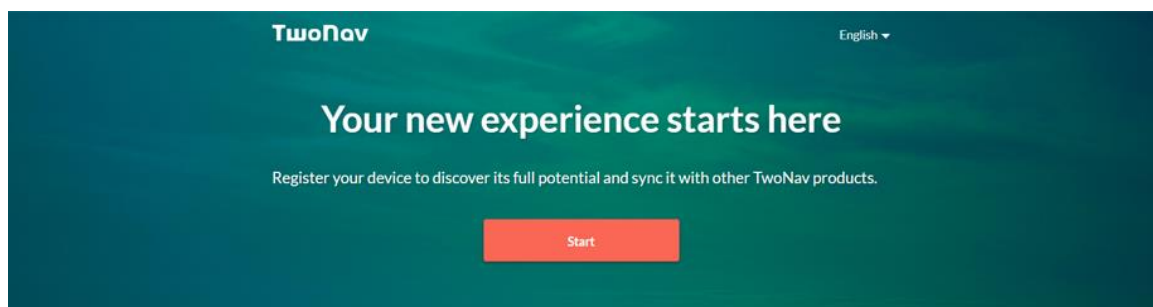 TwoNav
English
Your new experience starts here
Register your device to discover its full potential and sync it with other TwoNav products.
Start